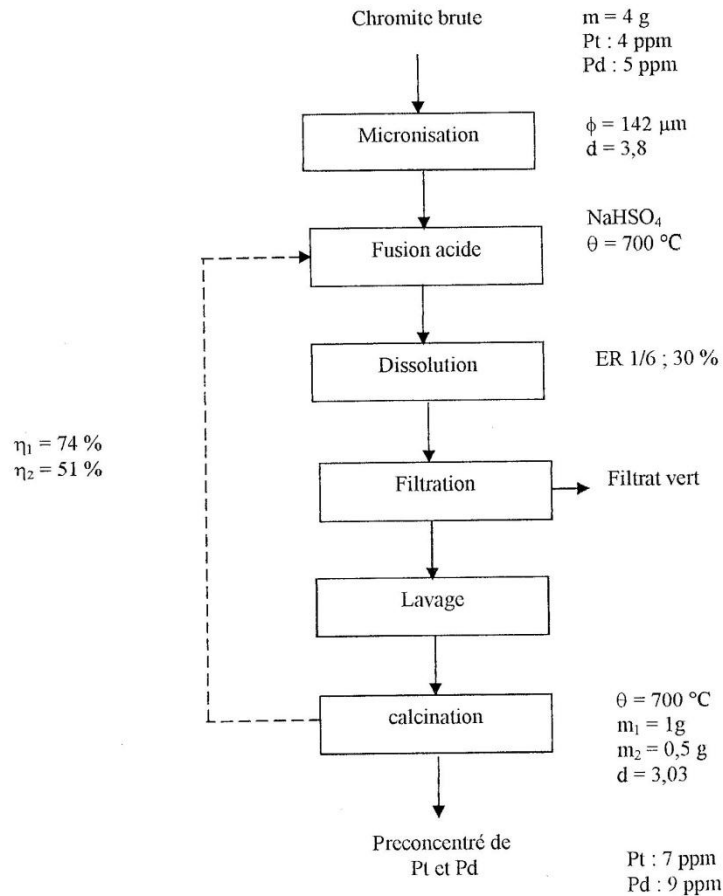 Chromite brute
m = 4 g
Pt : 4 ppm
Pd : 5 ppm
Micronisation
ϕ = 142 μm
d = 3,8
Fusion acide
NaHSO₄
θ = 700 °C
Dissolution
ER 1/6 ; 30 %
η₁ = 74 %
η₂ = 51 %
Filtration
Filtrat vert
Lavage
calcination
θ = 700 °C
m₁ = 1g
m₂ = 0,5 g
d = 3,03
Preconcentré de
Pt et Pd
Pt : 7 ppm
Pd : 9 ppm